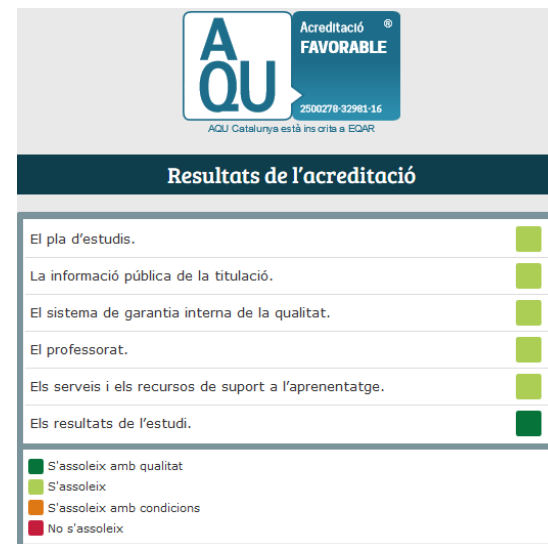 AQU
Acreditació ®
FAVORABLE
2500278-32981-16
AQU Catalunya està inscrita a EQAR
Resultats de l'acreditació
El pla d'estudis.
La informació pública de la titulació.
El sistema de garantia interna de la qualitat.
El professorat.
Els serveis i els recursos de suport a l'aprenentatge.
Els resultats de l'estudi.
S'assoleix amb qualitat
S'assoleix
S'assoleix amb condicions
No s'assoleix